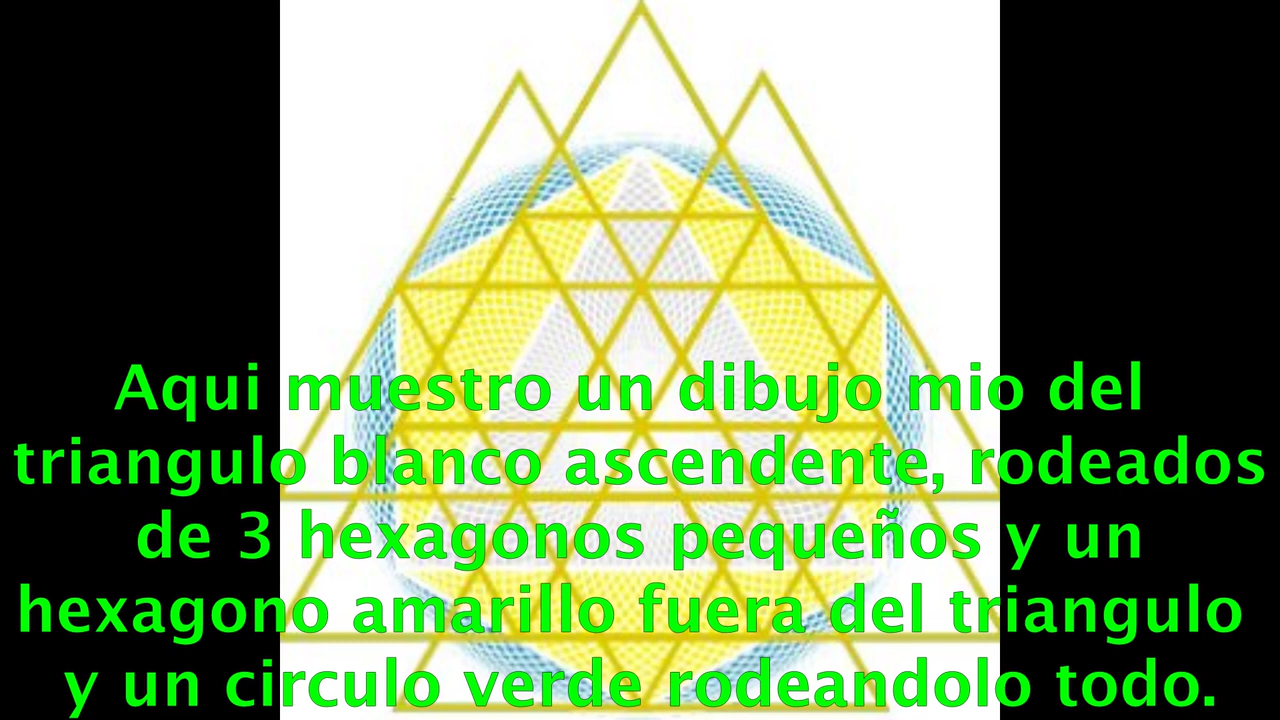 Aqui muestro un dibujo mio del
triangulo blanco ascendente, rodeados
de 3 hexagonos pequeños y un
hexagono amarillo fuera del triangulo
y un circulo verde rodeandolo todo.